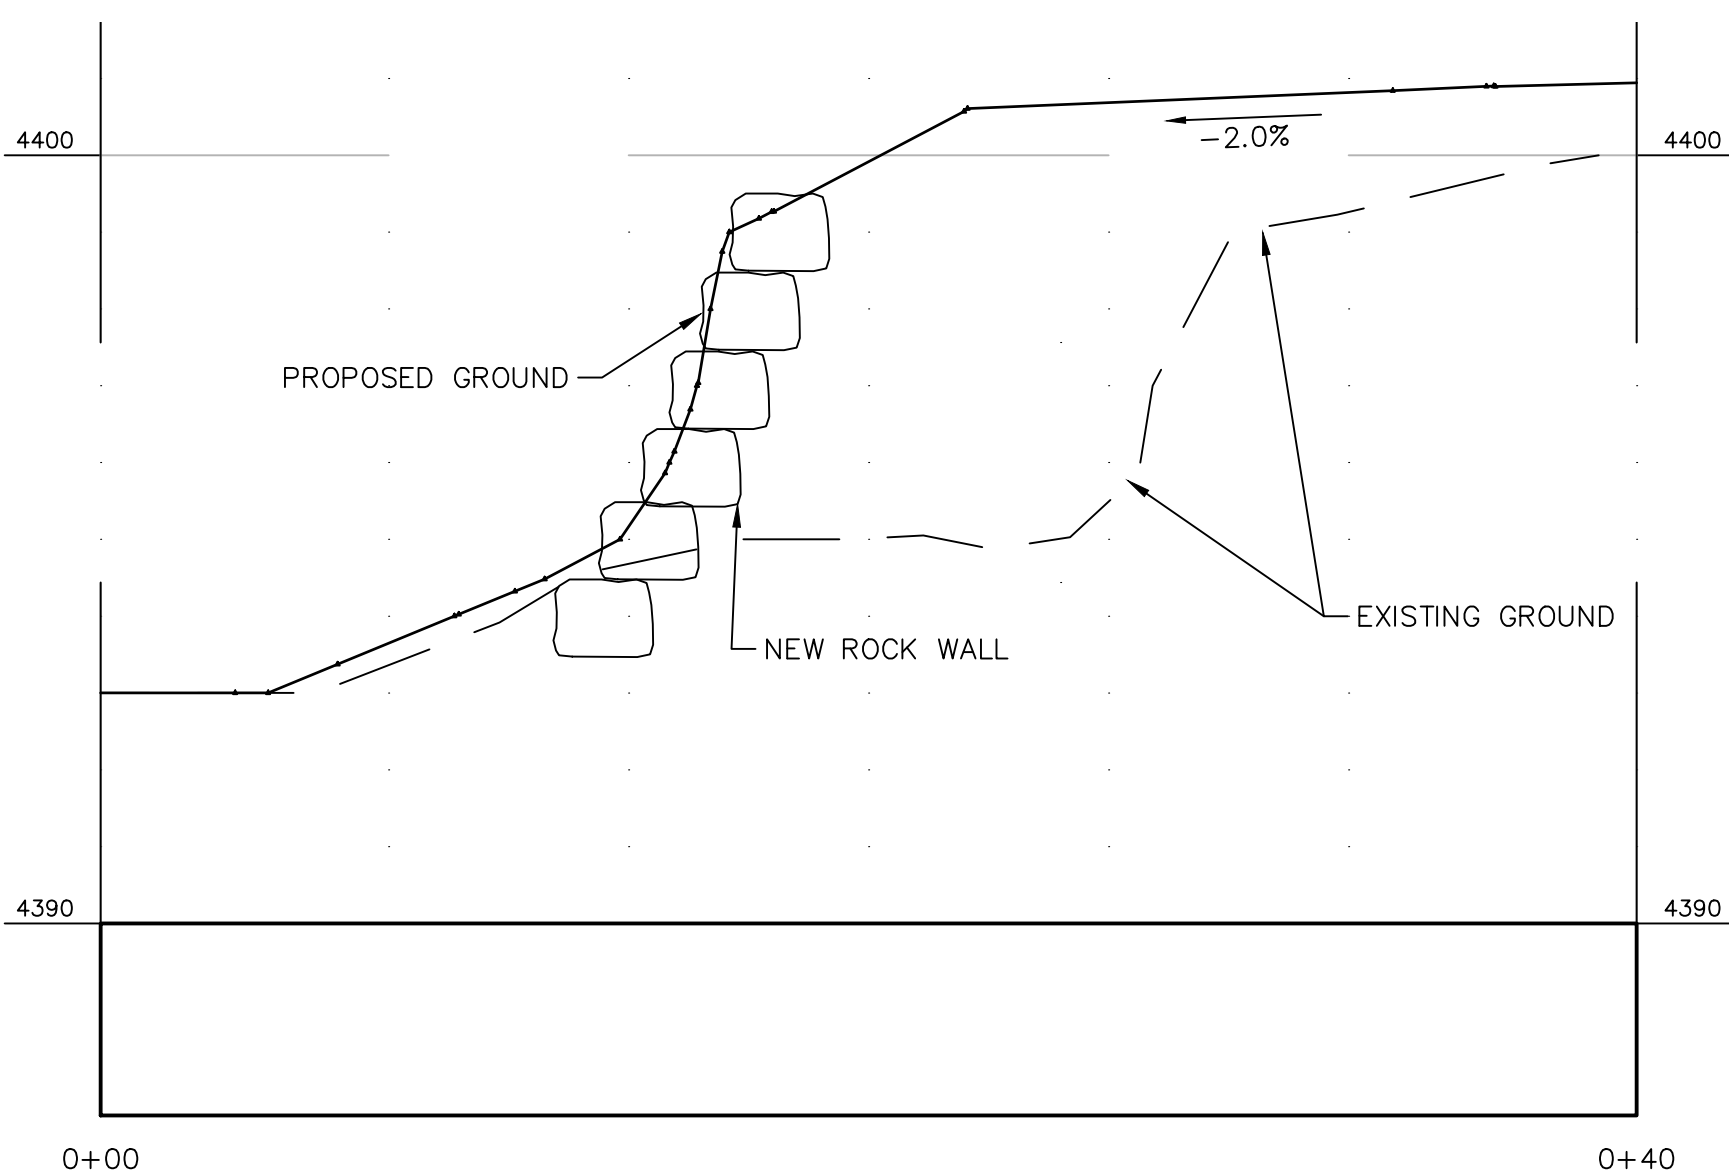 4400
4400
-2.0%
PROPOSED GROUND
EXISTING GROUND
NEW ROCK WALL
4390
4390
0+00
0+40